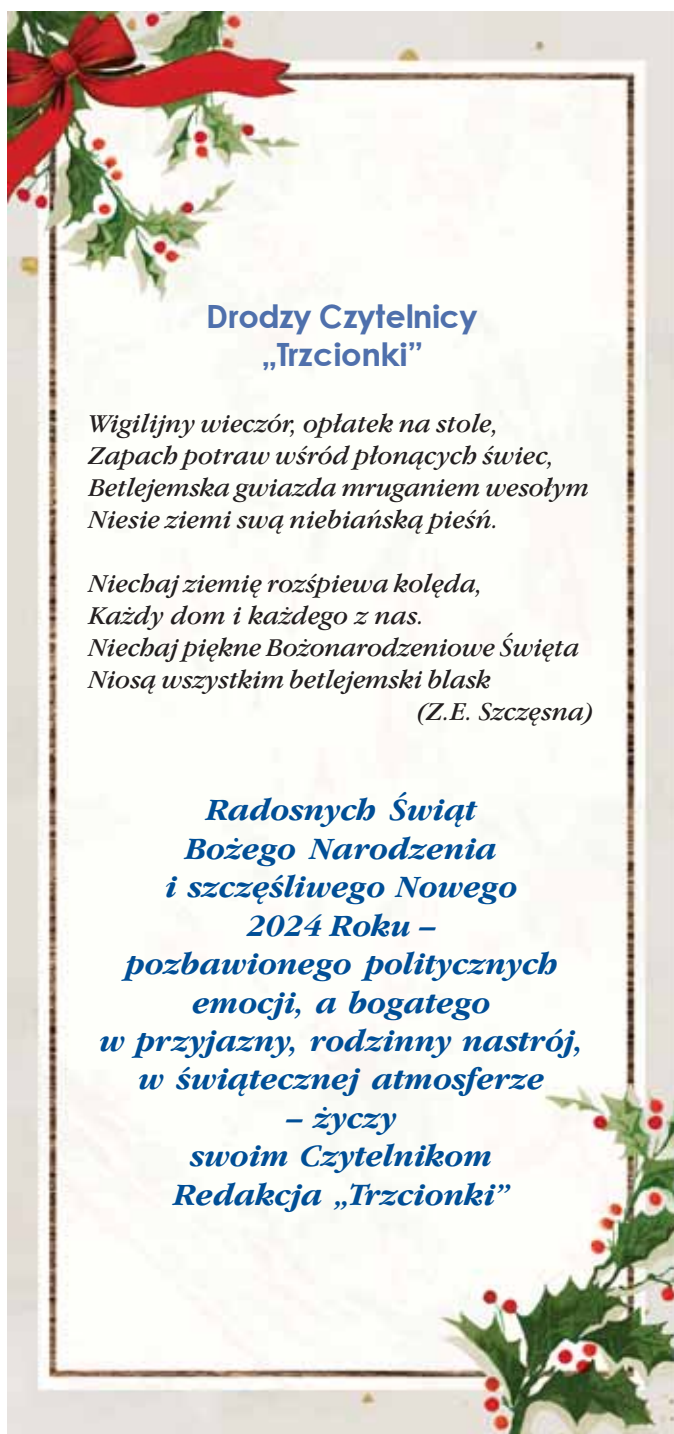 Drodzy Czytelnicy
„Trzcionki”
Wigilijny wieczór, opłatek na stole,
Zapach potraw wśród płonących świec,
Betlejemska gwiazda mruganiem wesołym
Niesie ziemi swą niebiańską pieśń.
Niechaj ziemię rozśpiewa kolęda,
Każdy dom i każdego z nas.
Niechaj piękne Bożonarodzeniowe Święta
Niosą wszystkim betlejemski blask
(Z.E. Szczęsna)
Radosnych Świąt
Bożego Narodzenia
i szczęśliwego Nowego
2024 Roku –
pozbawionego politycznych
emocji, a bogatego
w przyjazny, rodzinny nastrój,
w świątecznej atmosferze
– życzy
swoim Czytelnikom
Redakcja „Trzcionki”